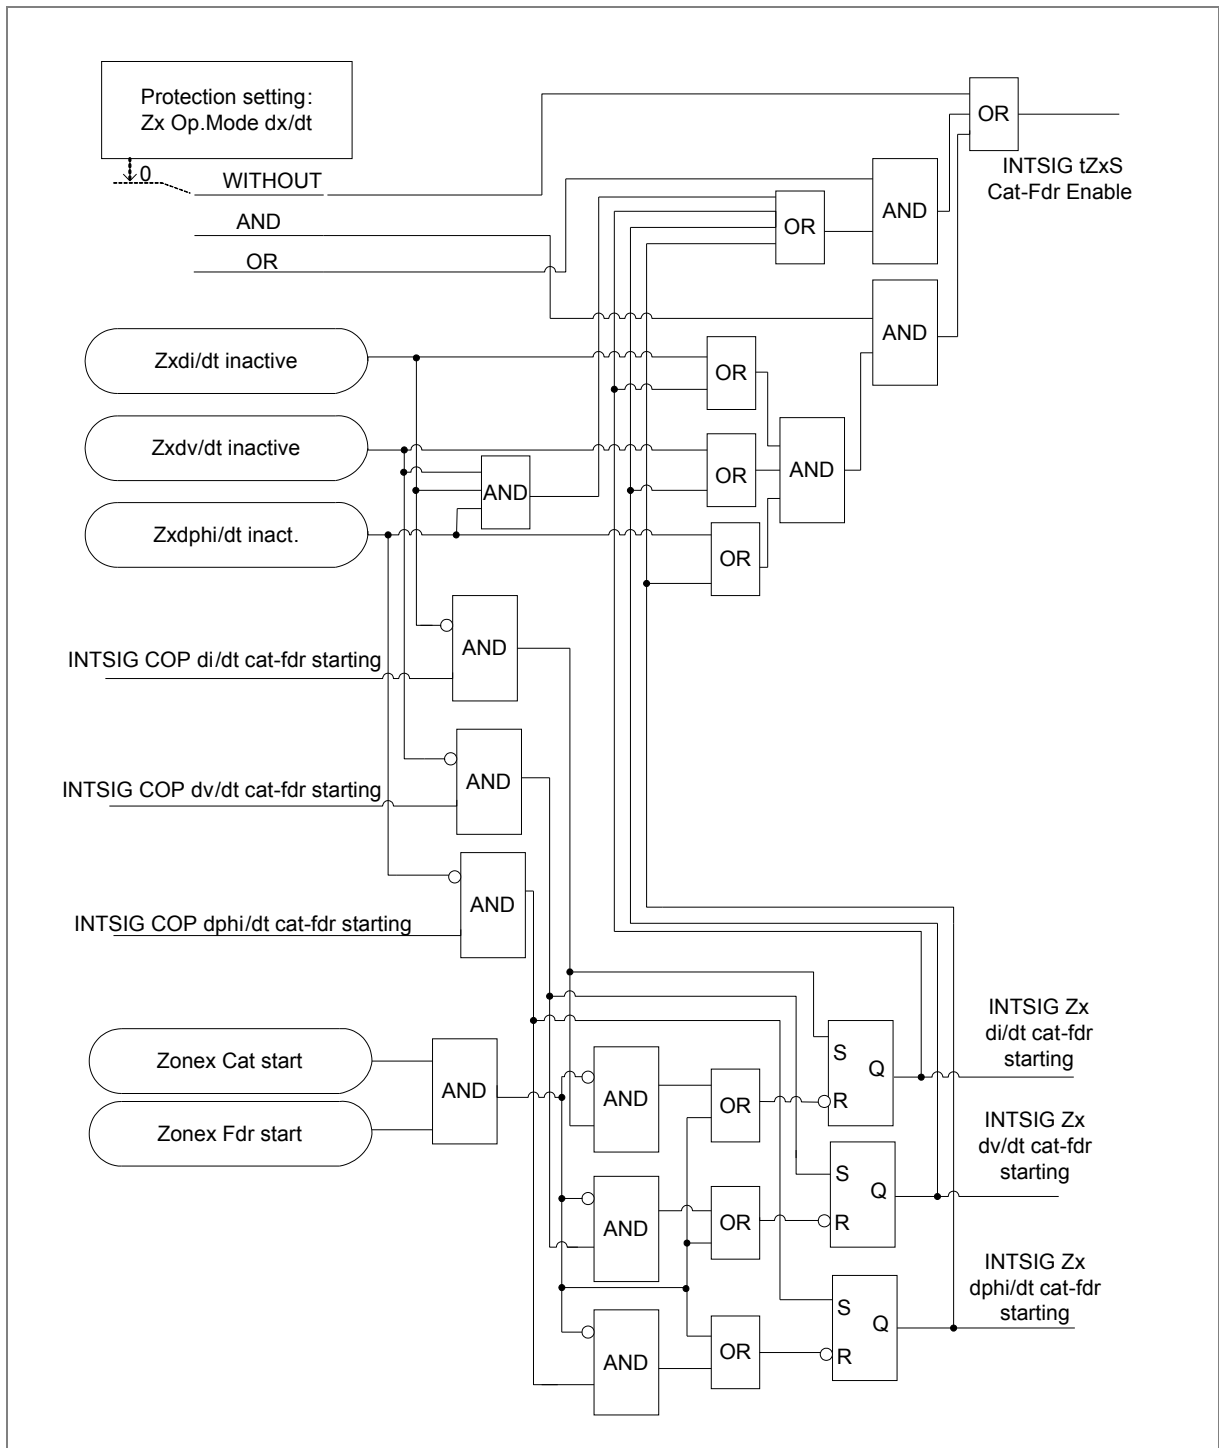 Protection setting:
Zx Op.Mode dx/dt
0
WITHOUT
AND
OR
OR
INTSIG tZxS
Cat-Fdr Enable
AND
OR
AND
Zxdi/dt inactive
OR
Zxdv/dt inactive
OR
AND
AND
Zxdphi/dt inact.
OR
AND
INTSIG COP di/dt cat-fdr starting
AND
INTSIG COP dv/dt cat-fdr starting
AND
INTSIG COP dphi/dt cat-fdr starting
INTSIG Zx
di/dt cat-fdr
starting
S
Q
R
Zonex Cat start
AND
AND
OR
Zonex Fdr start
INTSIG Zx
dv/dt cat-fdr
starting
S
Q
R
AND
OR
INTSIG Zx
dphi/dt cat-fdr
starting
S
Q
R
AND
OR